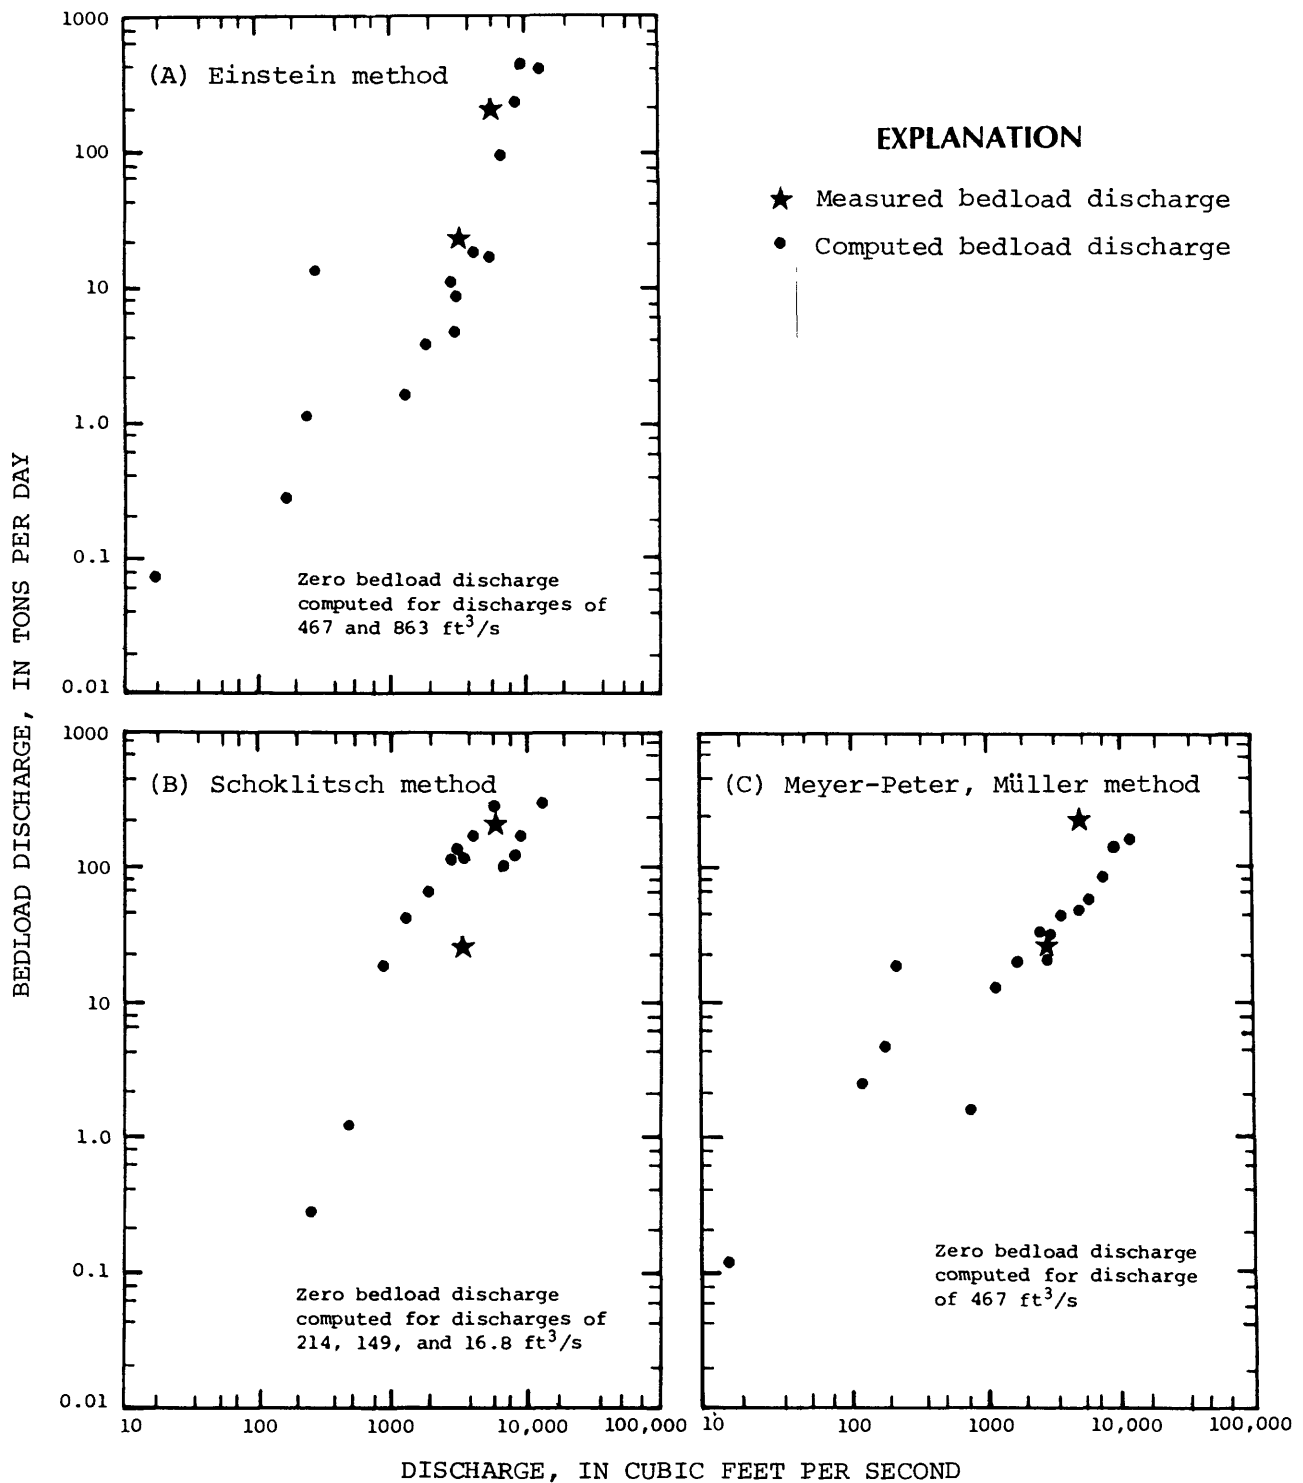 1000
(A) Einstein method
100
10
1.0
0.1
0.01
Zero bedload discharge
computed for discharges of
467 and 863 ft³/s
EXPLANATION
★ Measured bedload discharge
● Computed bedload discharge
BEDLOAD DISCHARGE, IN TONS PER DAY
1000
(B) Schoklitsch method
100
10
1.0
0.1
0.01
Zero bedload discharge
computed for discharges of
214, 149, and 16.8 ft³/s
10 100 1000 10,000 100,000
(C) Meyer-Peter, Müller method
Zero bedload discharge
computed for discharge
of 467 ft³/s
10 100 1000 10,000 100,000
DISCHARGE, IN CUBIC FEET PER SECOND